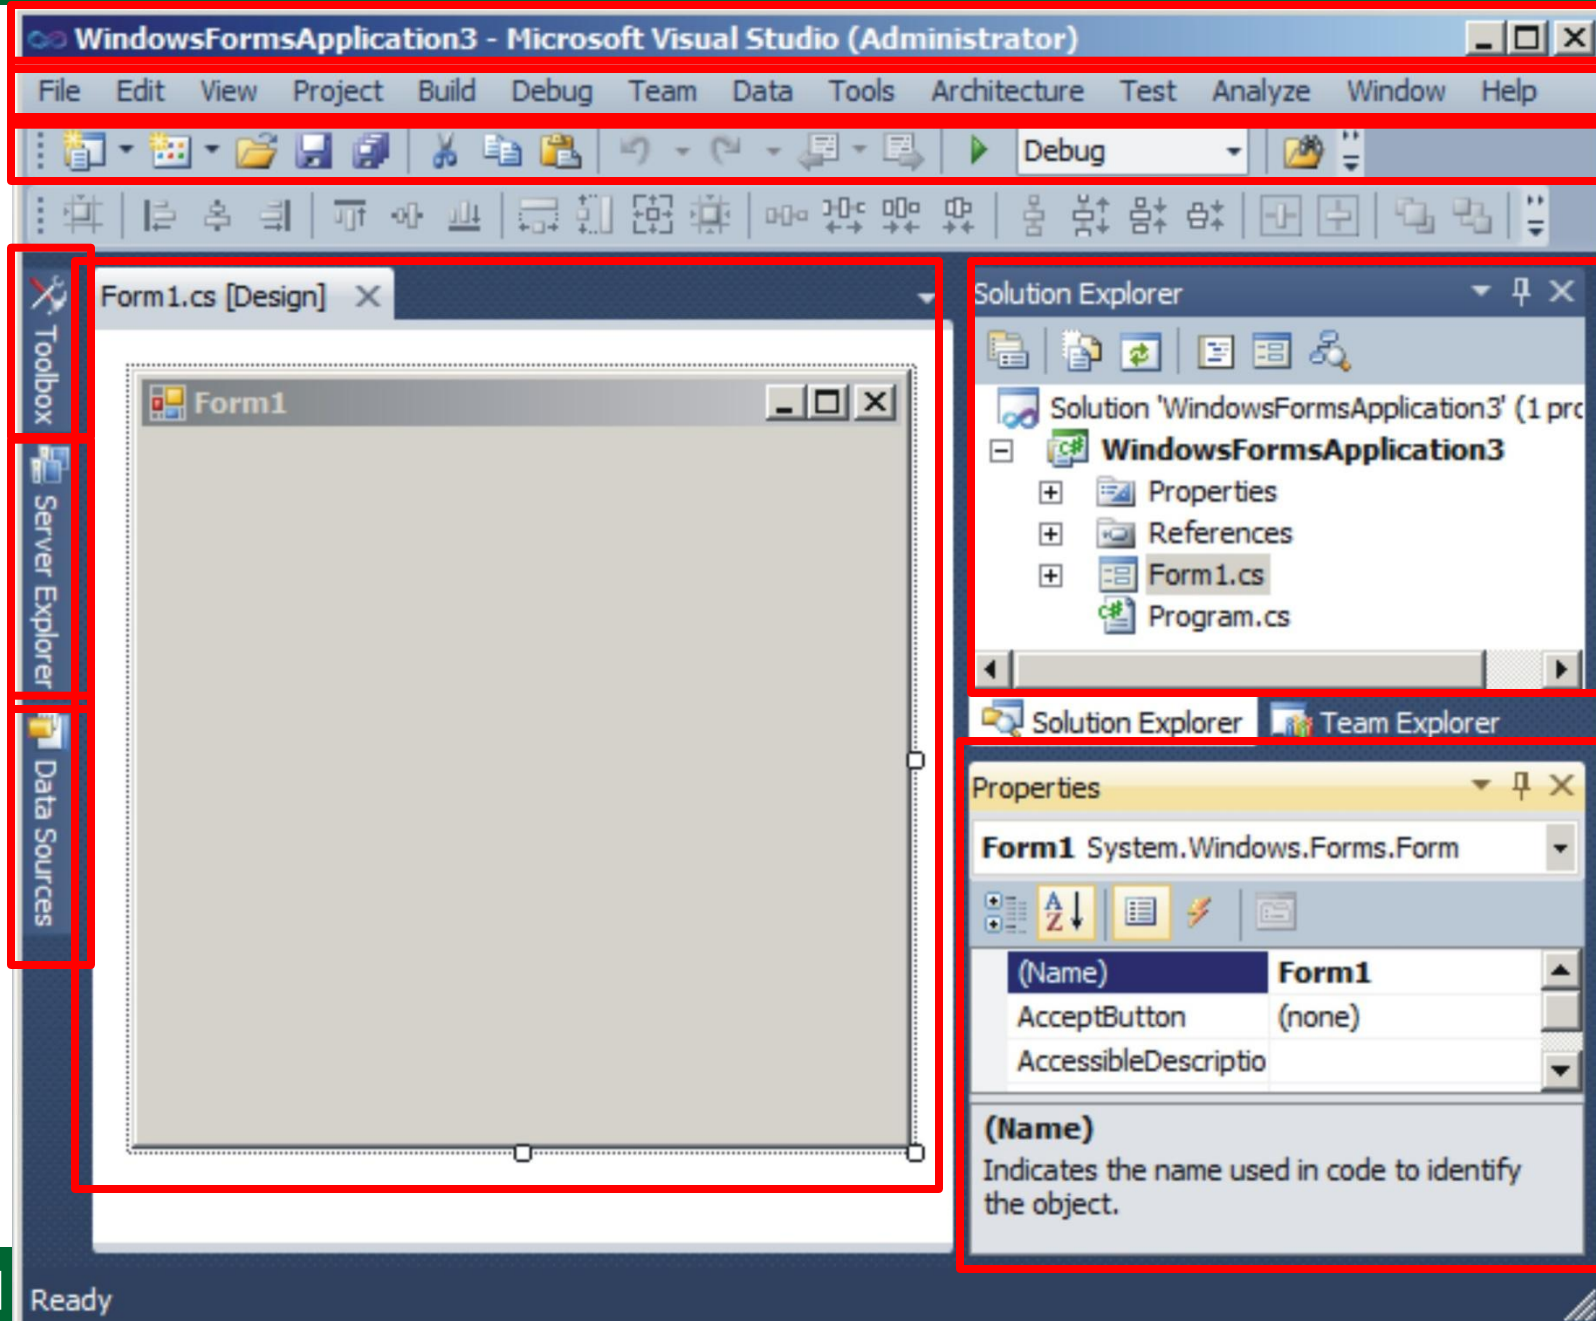 WindowsFormsApplication3 - Microsoft Visual Studio (Administrator)
File Edit View Project Build Debug Team Data Tools Architecture Test Analyze Window Help
Debug
Toolbox
Server Explorer
Data Sources
Form1.cs [Design]
Form1
Solution Explorer
Solution 'WindowsFormsApplication3' (1 pro
WindowsFormsApplication3
Properties
References
Form1.cs
Program.cs
Solution Explorer Team Explorer
Properties
Form1 System.Windows.Forms.Form
(Name) Form1
AcceptButton (none)
AccessibleDescriptio
(Name)
Indicates the name used in code to identify
the object.
Ready